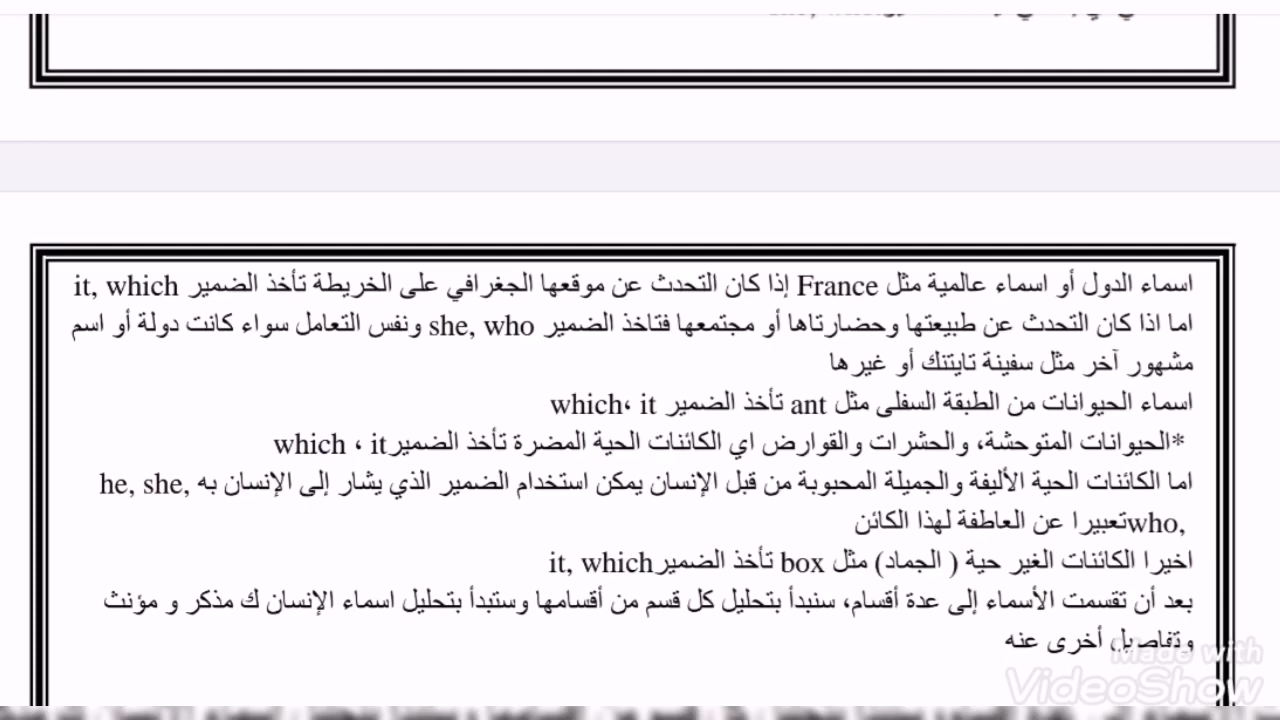 اسماء الدول أو اسماء عالمية مثل France إذا كان التحدث عن موقعها الجغرافي على الخريطة تأخذ الضمير it, which
اما اذا كان التحدث عن طبيعتها وحضارتاها أو مجتمعها فتاخذ الضمير she, who ونفس التعامل سواء كانت دولة أو اسم
مشهور آخر مثل سفينة تايتنك أو غيرها
اسماء الحيوانات من الطبقة السفلى مثل ant تأخذ الضمير which، it
*الحيوانات المتوحشة، والحشرات والقوارض اي الكائنات الحية المضرة تأخذ الضميرwhich ، it
اما الكائنات الحية الأليفة والجميلة المحبوبة من قبل الإنسان يمكن استخدام الضمير الذي يشار إلى الإنسان به he, she,
who,تعبيرا عن العاطفة لهذا الكائن
اخيرا الكائنات الغير حية ( الجماد) مثل box تأخذ الضميرit, which
بعد أن تقسمت الأسماء إلى عدة أقسام، سنبدأ بتحليل كل قسم من أقسامها وستبدأ بتحليل اسماء الإنسان ك مذكر و مؤنث
وتفاصيل أخرى عنه
Made with
VideoShow